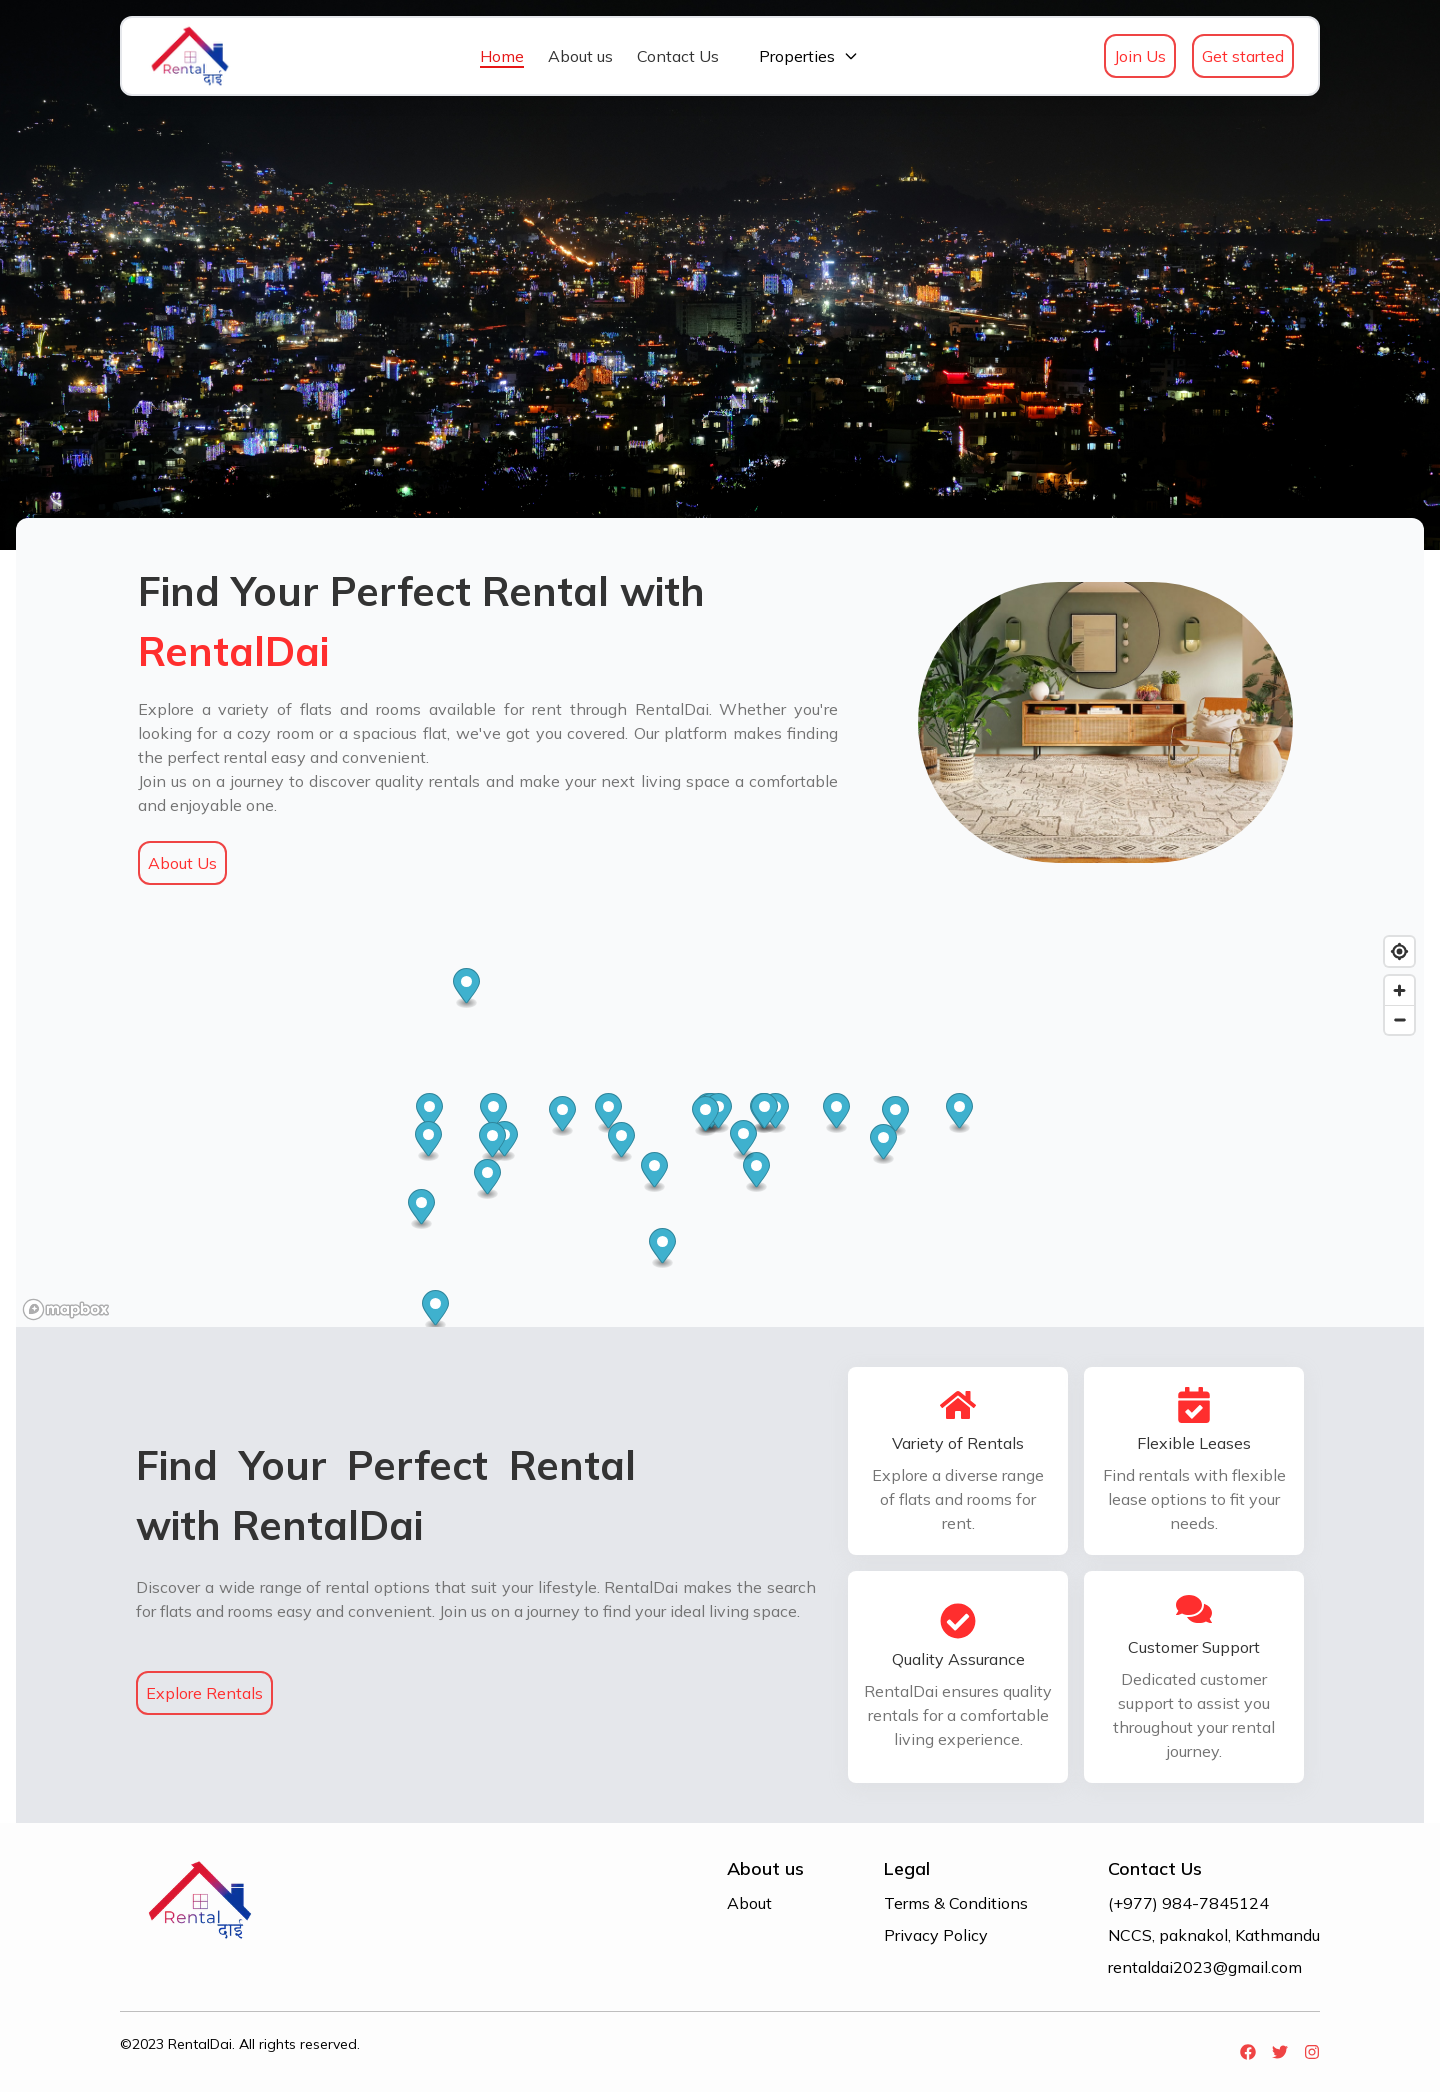 Rental
दाई
Home
About us
Contact Us
Properties
Join Us
Get started
Find Your Perfect Rental with
RentalDai
Explore a variety of flats and rooms available for rent through RentalDai. Whether you're
looking for a cozy room or a spacious flat, we've got you covered. Our platform makes finding
the perfect rental easy and convenient.
Join us on a journey to discover quality rentals and make your next living space a comfortable
and enjoyable one.
About Us
mapbox
Find Your Perfect Rental
with RentalDai
Discover a wide range of rental options that suit your lifestyle. RentalDai makes the search
for flats and rooms easy and convenient. Join us on a journey to find your ideal living space.
Explore Rentals
Variety of Rentals
Explore a diverse range
of flats and rooms for
rent.
Flexible Leases
Find rentals with flexible
lease options to fit your
needs.
Quality Assurance
RentalDai ensures quality
rentals for a comfortable
living experience.
Customer Support
Dedicated customer
support to assist you
throughout your rental
journey.
Rental
दाई
About us
About
Legal
Terms & Conditions
Privacy Policy
Contact Us
(+977) 984-7845124
NCCS, paknakol, Kathmandu
rentaldai2023@gmail.com
©2023 RentalDai. All rights reserved.